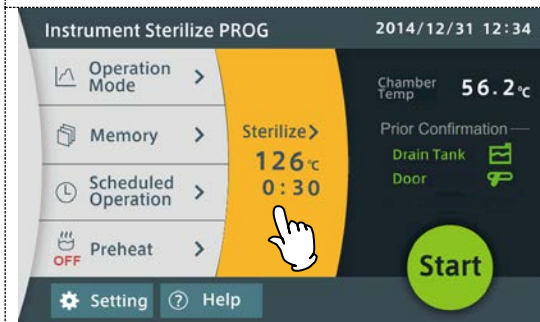 Instrument Sterilize PROG
2014/12/31 12:34
Operation
Mode
Memory
Scheduled
Operation
OFF
Preheat
Sterilize
126℃
0:30
Chamber
Temp
56.2℃
Prior Confirmation
Drain Tank
Door
Start
Setting
Help